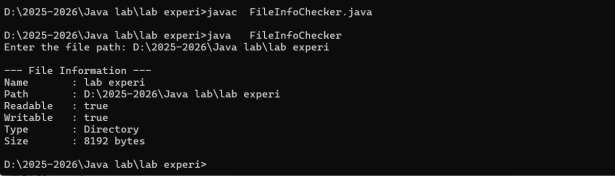 D:\2025-2026\Java lab\lab experi>javac  FileInfoChecker.java
D:\2025-2026\Java lab\lab experi>java   FileInfoChecker
Enter the file path: D:\2025-2026\Java lab\lab experi
--- File Information ---
Name       : lab experi
Path       : D:\2025-2026\Java lab\lab experi
Readable   : true
Writable   : true
Type       : Directory
Size       : 8192 bytes
D:\2025-2026\Java lab\lab experi>